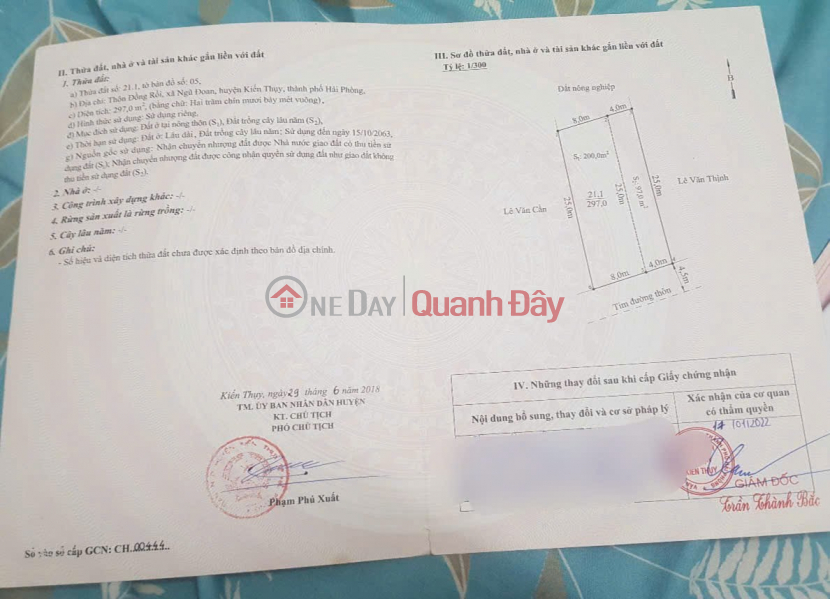 II. Thửa đất, nhà ở và tài sản khác gắn liền với đất
1. Thửa đất:
a) Thửa đất số: 21.1, tờ bản đồ số: 05,
b) Địa chỉ: Thôn Đồng Rồi, xã Ngũ Đoan, huyện Kiến Thụy, thành phố Hải Phòng,
c) Diện tích: 297,0 m², (bằng chữ: Hai trăm chín mươi bảy mét vuông),
d) Hình thức sử dụng: Sử dụng riêng,
đ) Mục đích sử dụng: Đất ở tại nông thôn (S₁), Đất trồng cây lâu năm (S₂),
e) Thời hạn sử dụng: Đất ở: Lâu dài, Đất trồng cây lâu năm: Sử dụng đến ngày 15/10/2063,
g) Nguồn gốc sử dụng: Nhận chuyển nhượng đất được Nhà nước giao đất có thu tiền sử
dụng đất (S₁); Nhận chuyển nhượng đất được công nhận quyền sử dụng đất như giao đất không
thu tiền sử dụng đất (S₂).
2. Nhà ở: -/-
3. Công trình xây dựng khác: -/-
4. Rừng sản xuất là rừng trồng: -/-
5. Cây lâu năm: -/-
6. Ghi chú:
- Số hiệu và diện tích thửa đất chưa được xác định theo bản đồ địa chính.
Kiến Thụy, ngày 29 tháng 6 năm 2018
TM. ỦY BAN NHÂN DÂN HUYỆN
KT. CHỦ TỊCH
PHÓ CHỦ TỊCH
Phạm Phú Xuất
Số vào sổ cấp GCN: CH 00444
III. Sơ đồ thửa đất, nhà ở và tài sản khác gắn liền với đất
Tỷ lệ: 1/300
B
Đất nông nghiệp
8,0m
4,0m
S₁ 200,0m²
Lê Văn Cẩn
25,0m
21.1
297,0
25,0m
S₂ 97,0 m²
25,0m
Lê Văn Thịnh
8,0m
4,0m
4,5m
Tim đường thôn
ONE DAY QUANH ĐÂY
IV. Những thay đổi sau khi cấp Giấy chứng nhận
Nội dung bổ sung, thay đổi và cơ sở pháp lý
Xác nhận của cơ quan
có thẩm quyền
KIẾN THỤY
GIÁM ĐỐC
Trần Thành Bắc